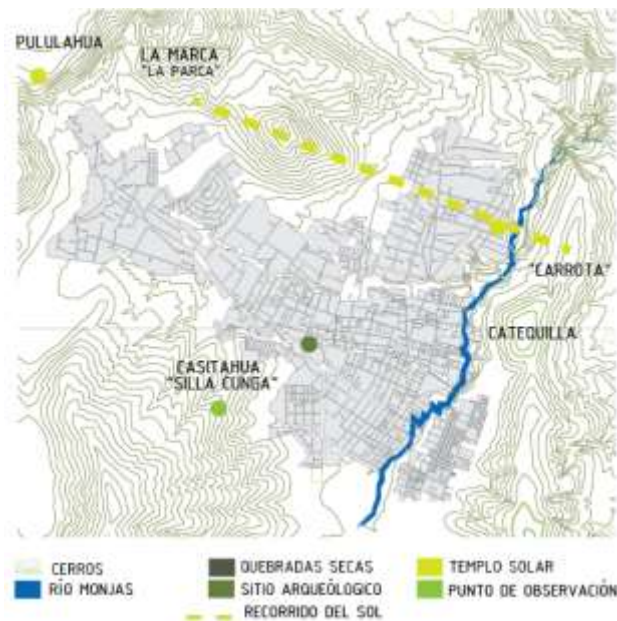 PULULAHUA
LA MARCA
"LA PARCA"
"CARROTA"
CATEQUILLA
CASITAHUA
"SILLA CUNGA"
CERROS
RÍO MONJAS
QUEBRADAS SECAS
SITIO ARQUEÓLOGICO
RECORRIDO DEL SOL
TEMPLO SOLAR
PUNTO DE OBSERVACIÓN